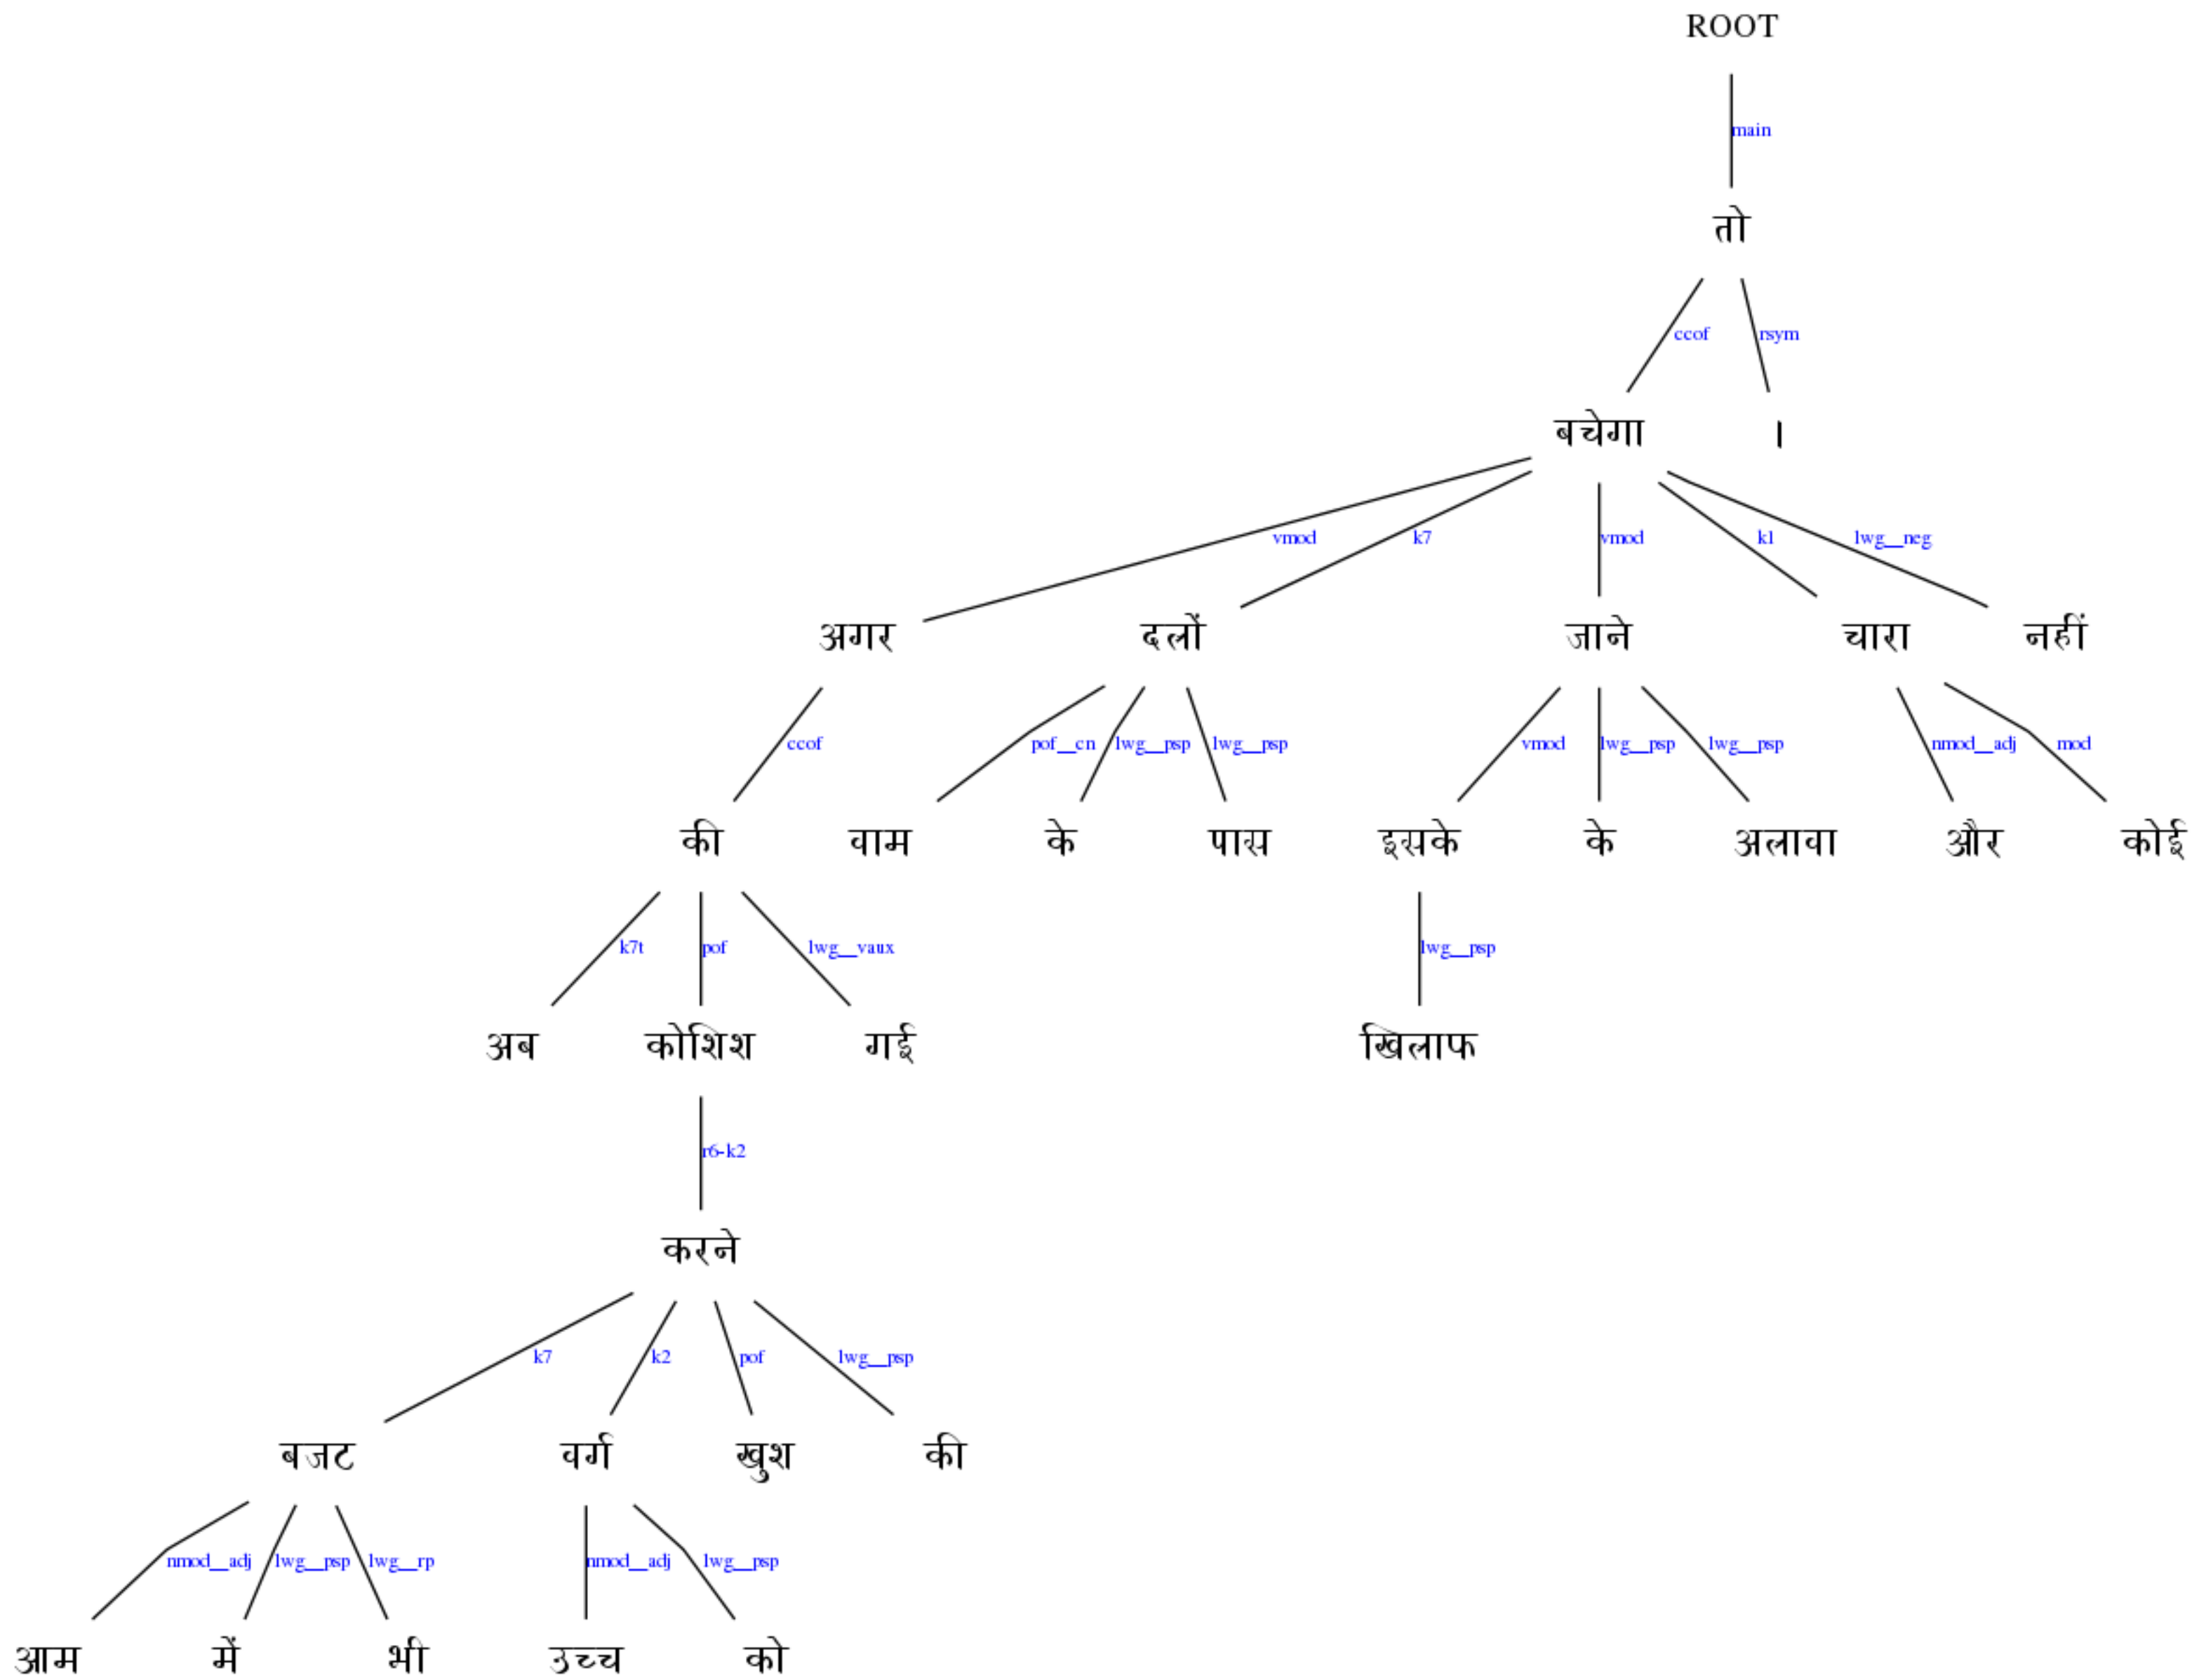 ROOT
main
तो
ccof rsym
बचेगा ।
vmod k7 vmod k1 lwg__neg
अगर दलों जाने चारा नहीं
ccof pof__cn lwg__psp lwg__psp vmod lwg__psp lwg__psp nmod__adj mod
की वाम के पास इसके के अलावा और कोई
k7t pof lwg__vaux lwg__psp
अब कोशिश गई खिलाफ
r6-k2
करने
k7 k2 pof lwg__psp
बजट वर्ग खुश की
nmod__adj lwg__psp lwg__rp nmod__adj lwg__psp
आम में भी उच्च को